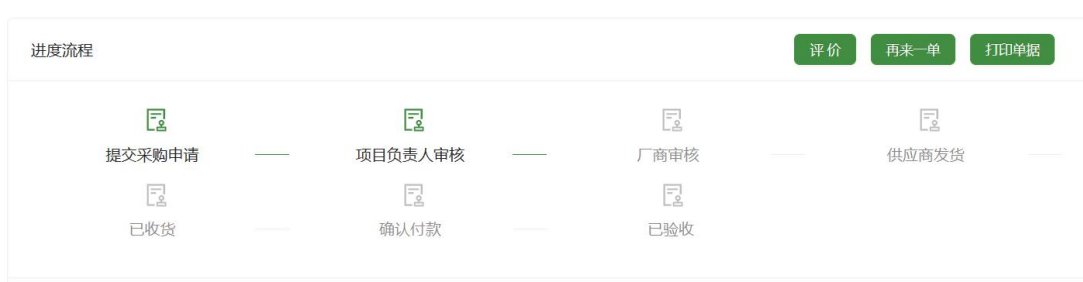 进度流程
评价 再来一单 打印单据
提交采购申请 项目负责人审核 厂商审核 供应商发货
已收货 确认付款 已验收